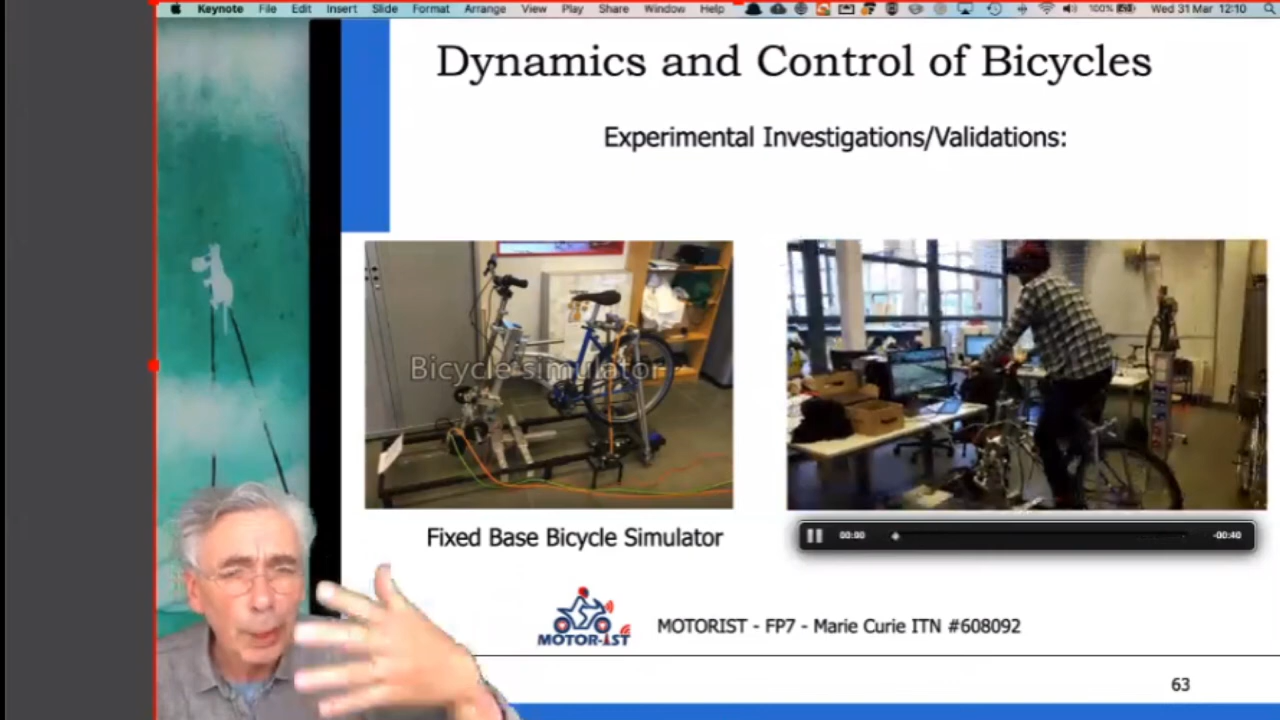 Keynote File Edit Insert Slide Format Arrange View Play Share Window Help 100% Wed 31 Mar 12:10
Dynamics and Control of Bicycles
Experimental Investigations/Validations:
Bicycle simulator
Fixed Base Bicycle Simulator
00:00 -00:40
MOTOR-IST
MOTORIST - FP7 - Marie Curie ITN #608092
63